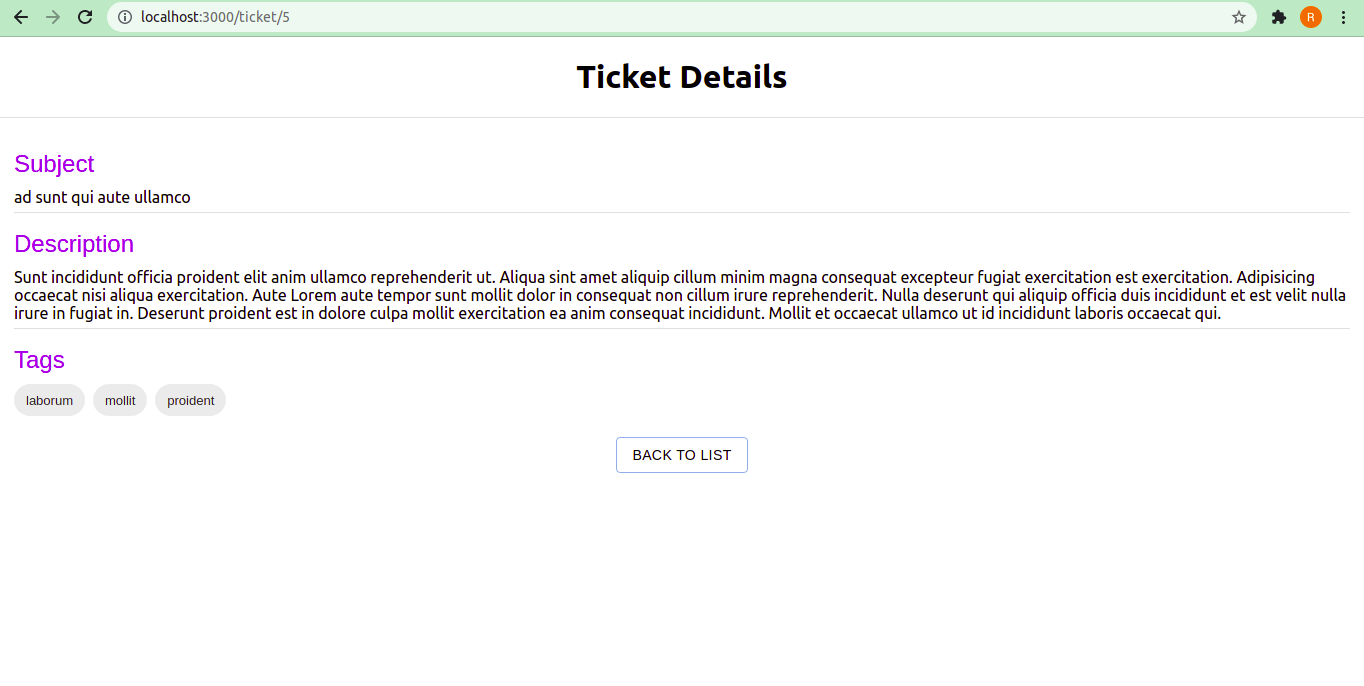 localhost:3000/ticket/5
R
Ticket Details
Subject
ad sunt qui aute ullamco
Description
Sunt incididunt officia proident elit anim ullamco reprehenderit ut. Aliqua sint amet aliquip cillum minim magna consequat excepteur fugiat exercitation est exercitation. Adipisicing
occaecat nisi aliqua exercitation. Aute Lorem aute tempor sunt mollit dolor in consequat non cillum irure reprehenderit. Nulla deserunt qui aliquip officia duis incididunt et est velit nulla
irure in fugiat in. Deserunt proident est in dolore culpa mollit exercitation ea anim consequat incididunt. Mollit et occaecat ullamco ut id incididunt laboris occaecat qui.
Tags
laborum mollit proident
BACK TO LIST